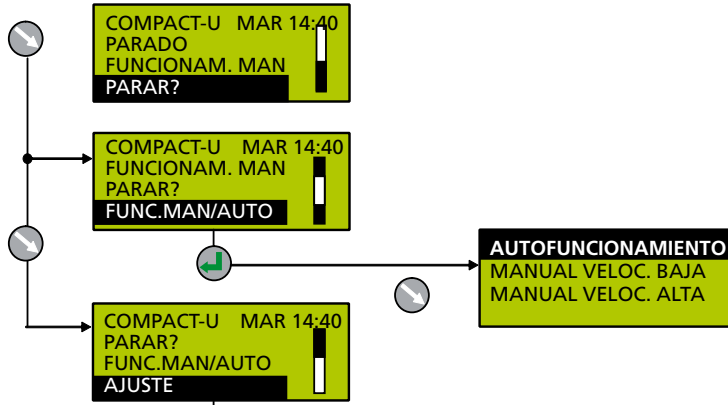 COMPACT-U MAR 14:40
PARADO
FUNCIONAM. MAN
PARAR?
COMPACT-U MAR 14:40
FUNCIONAM. MAN
PARAR?
FUNC.MAN/AUTO
AUTOFUNCIONAMIENTO
MANUAL VELOC. BAJA
MANUAL VELOC. ALTA
COMPACT-U MAR 14:40
PARAR?
FUNC.MAN/AUTO
AJUSTE